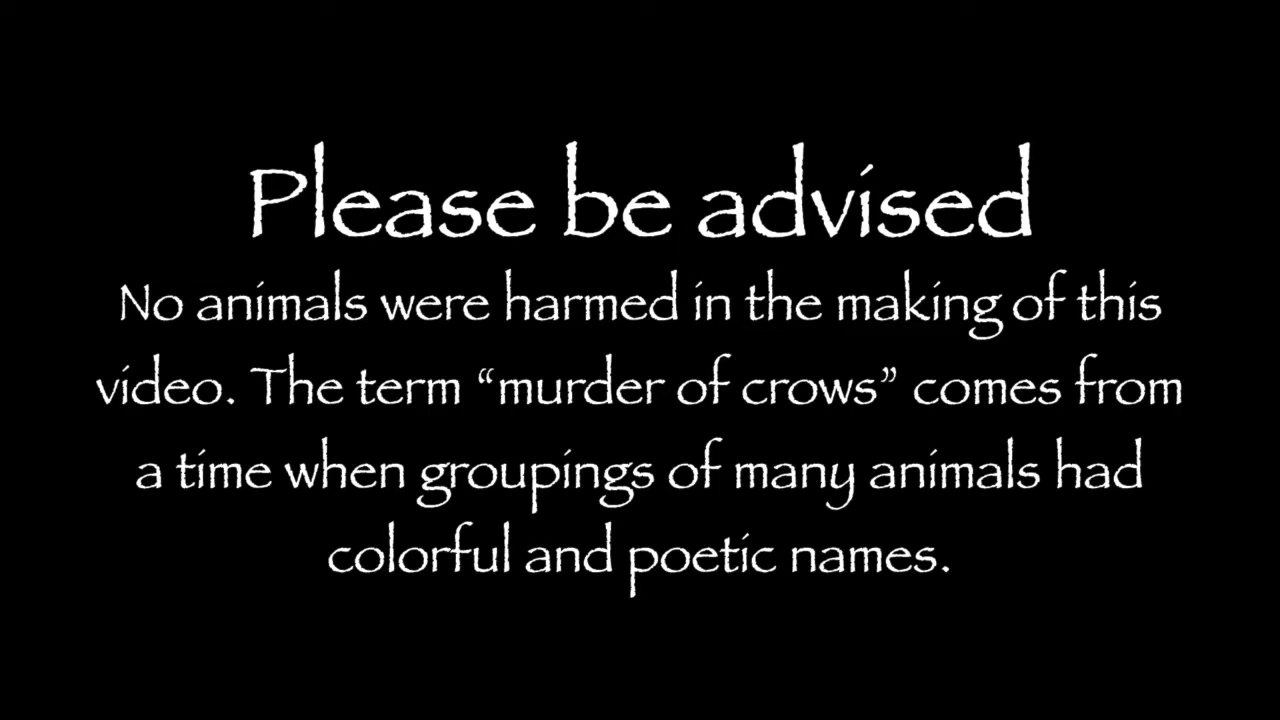 Please be advised
No animals were harmed in the making of this
video. The term “murder of crows” comes from
a time when groupings of many animals had
colorful and poetic names.